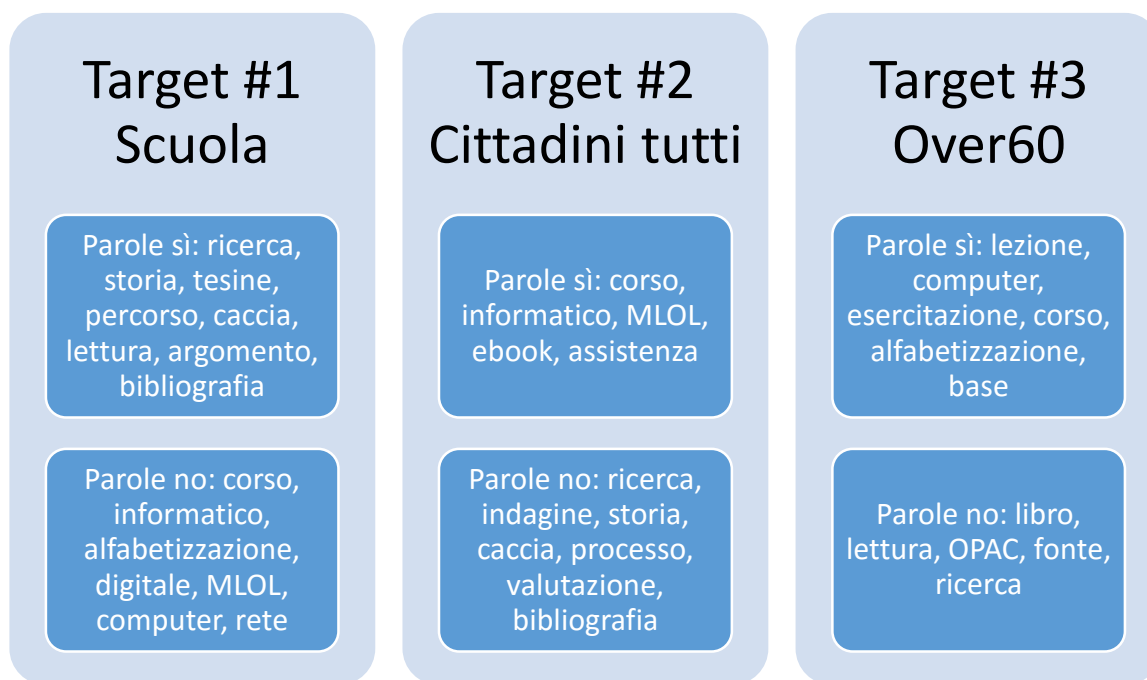 Target #1
Scuola
Parole sì: ricerca,
storia, tesine,
percorso, caccia,
lettura, argomento,
bibliografia
Parole no: corso,
informatico,
alfabetizzazione,
digitale, MLOL,
computer, rete
Target #2
Cittadini tutti
Parole sì: corso,
informatico, MLOL,
ebook, assistenza
Parole no: ricerca,
indagine, storia,
caccia, processo,
valutazione,
bibliografia
Target #3
Over60
Parole sì: lezione,
computer,
esercitazione, corso,
alfabetizzazione,
base
Parole no: libro,
lettura, OPAC, fonte,
ricerca